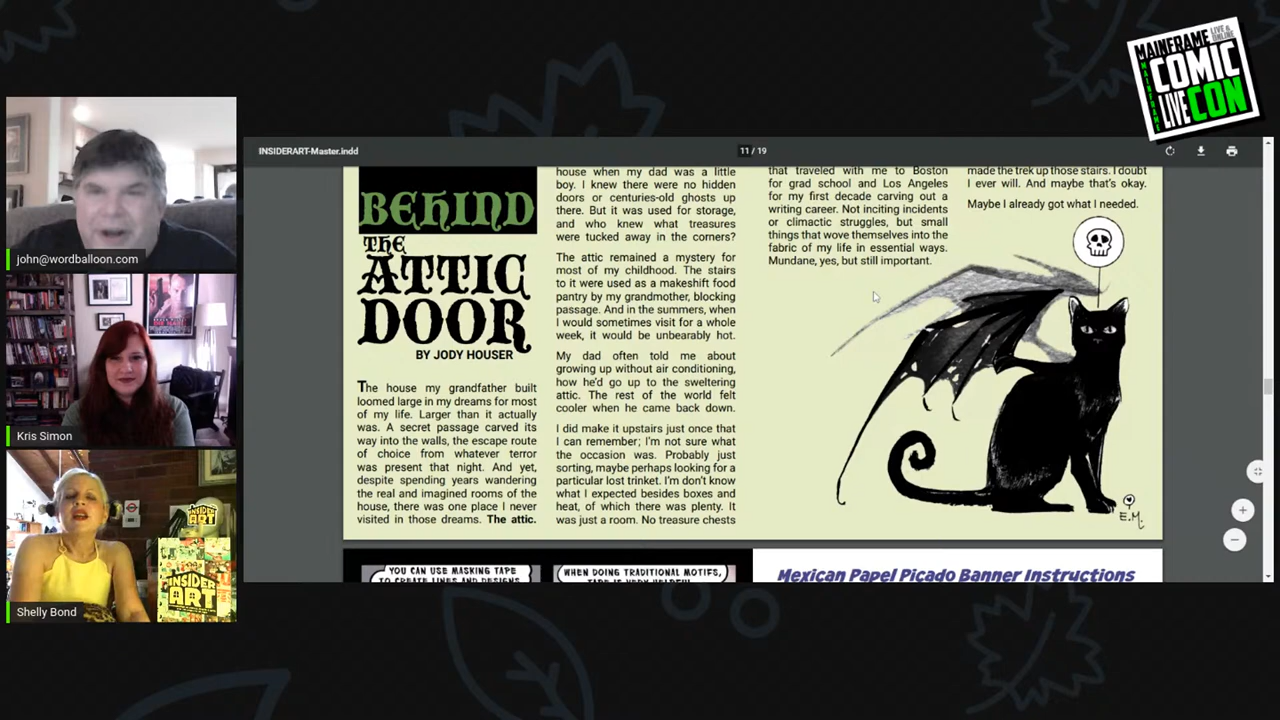 MAINFRAME LIVE & ONLINE
MAINFRAME
COMIC
LIVE CON
john@wordballoon.com
Kris Simon
INSIDER
ART
INSIDER
ART
Shelly Bond
INSIDERART-Master.indd
11 / 19
BEHIND
THE
ATTIC
DOOR
BY JODY HOUSER
The house my grandfather built
loomed large in my dreams for most
of my life. Larger than it actually
was. A secret passage carved its
way into the walls, the escape route
of choice from whatever terror
was present that night. And yet,
despite spending years wandering
the real and imagined rooms of the
house, there was one place I never
visited in those dreams. The attic.
house when my dad was a little
boy. I knew there were no hidden
doors or centuries-old ghosts up
there. But it was used for storage,
and who knew what treasures
were tucked away in the corners?
The attic remained a mystery for
most of my childhood. The stairs
to it were used as a makeshift food
pantry by my grandmother, blocking
passage. And in the summers, when
I would sometimes visit for a whole
week, it would be unbearably hot.
My dad often told me about
growing up without air conditioning,
how he'd go up to the sweltering
attic. The rest of the world felt
cooler when he came back down.
I did make it upstairs just once that
I can remember; I'm not sure what
the occasion was. Probably just
sorting, maybe perhaps looking for a
particular lost trinket. I'm don't know
what I expected besides boxes and
heat, of which there was plenty. It
was just a room. No treasure chests
that traveled with me to Boston
for grad school and Los Angeles
for my first decade carving out a
writing career. Not inciting incidents
or climactic struggles, but small
things that wove themselves into the
fabric of my life in essential ways.
Mundane, yes, but still important.
made the trek up those stairs. I doubt
I ever will. And maybe that's okay.
Maybe I already got what I needed.
E.M.
YOU CAN USE MASKING TAPE
TO CREATE LINES AND DESIGNS
WHEN DOING TRADITIONAL MOTIFS,
TAPE IS VERY HELPFUL
Mexican Papel Picado Banner Instructions